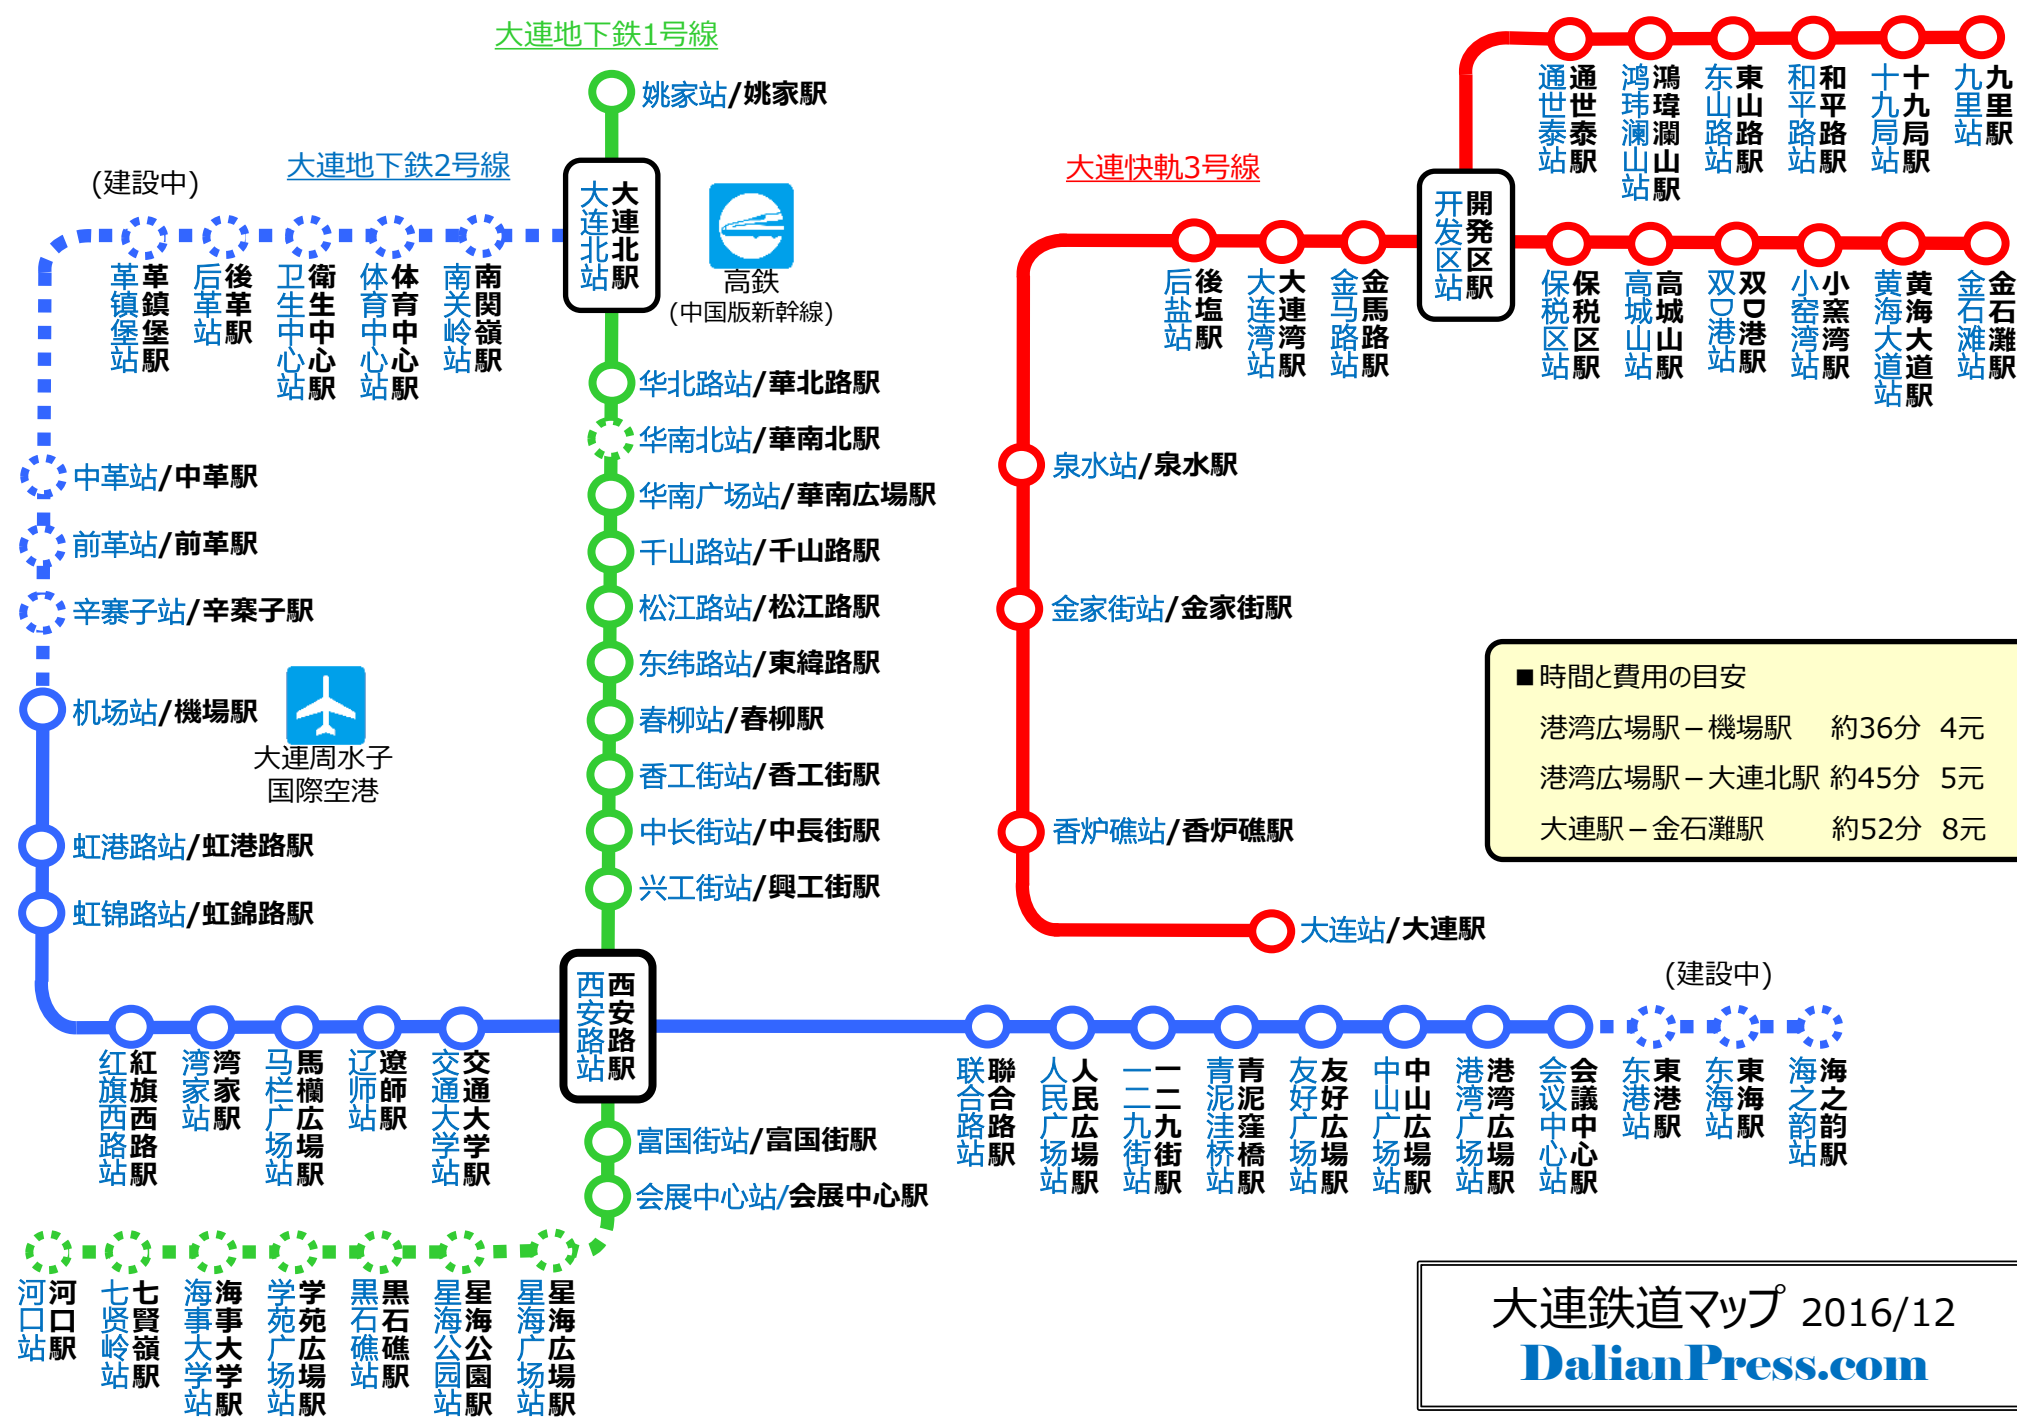 大連地下鉄1号線
姚家站/姚家駅
大連地下鉄2号線
(建設中)
大连北站
大連北駅
高鉄
(中国版新幹線)
革镇堡站
革鎮堡駅
后革站
後革駅
卫生中心站
衛生中心駅
体育中心站
体育中心駅
南关岭站
南関嶺駅
中革站/中革駅
前革站/前革駅
辛寨子站/辛寨子駅
机场站/機場駅
大連周水子
国際空港
虹港路站/虹港路駅
虹锦路站/虹錦路駅
华北路站/華北路駅
华南北站/華南北駅
华南广场站/華南広場駅
千山路站/千山路駅
松江路站/松江路駅
东纬路站/東緯路駅
春柳站/春柳駅
香工街站/香工街駅
中长街站/中長街駅
兴工街站/興工街駅
西安路站
西安路駅
红旗西路站
紅旗西路駅
湾家站
湾家駅
马栏广场站
馬欄広場駅
辽师站
遼師駅
交通大学站
交通大学駅
富国街站/富国街駅
会展中心站/会展中心駅
河口站
河口駅
七贤岭站
七賢嶺駅
海事大学站
海事大学駅
学苑广场站
学苑広場駅
黑石礁站
黒石礁駅
星海公园站
星海公園駅
星海广场站
星海広場駅
大連快軌3号線
通世泰站
通世泰駅
鸿玮澜山站
鴻瑋瀾山駅
东山路站
東山路駅
和平路站
和平路駅
十九局站
十九局駅
九里站
九里駅
开发区站
開発区駅
后盐站
後塩駅
大连湾站
大連湾駅
金马路站
金馬路駅
保税区站
保税区駅
高城山站
高城山駅
双D港站
双D港駅
小窑湾站
小窯湾駅
黄海大道站
黄海大道駅
金石滩站
金石灘駅
泉水站/泉水駅
金家街站/金家街駅
香炉礁站/香炉礁駅
大连站/大連駅
■時間と費用の目安
港湾広場駅－機場駅 約36分 4元
港湾広場駅－大連北駅 約45分 5元
大連駅－金石灘駅 約52分 8元
(建設中)
联合路站
聯合路駅
人民广场站
人民広場駅
一二九街站
一二九街駅
青泥洼桥站
青泥窪橋駅
友好广场站
友好広場駅
中山广场站
中山広場駅
港湾广场站
港湾広場駅
会议中心站
会議中心駅
东港站
東港駅
东海站
東海駅
海之韵站
海之韵駅
大連鉄道マップ 2016/12
DalianPress.com